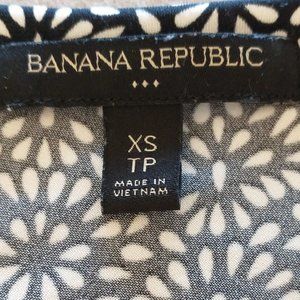 BANANA REPUBLIC
XS
TP
MADE IN
VIETNAM